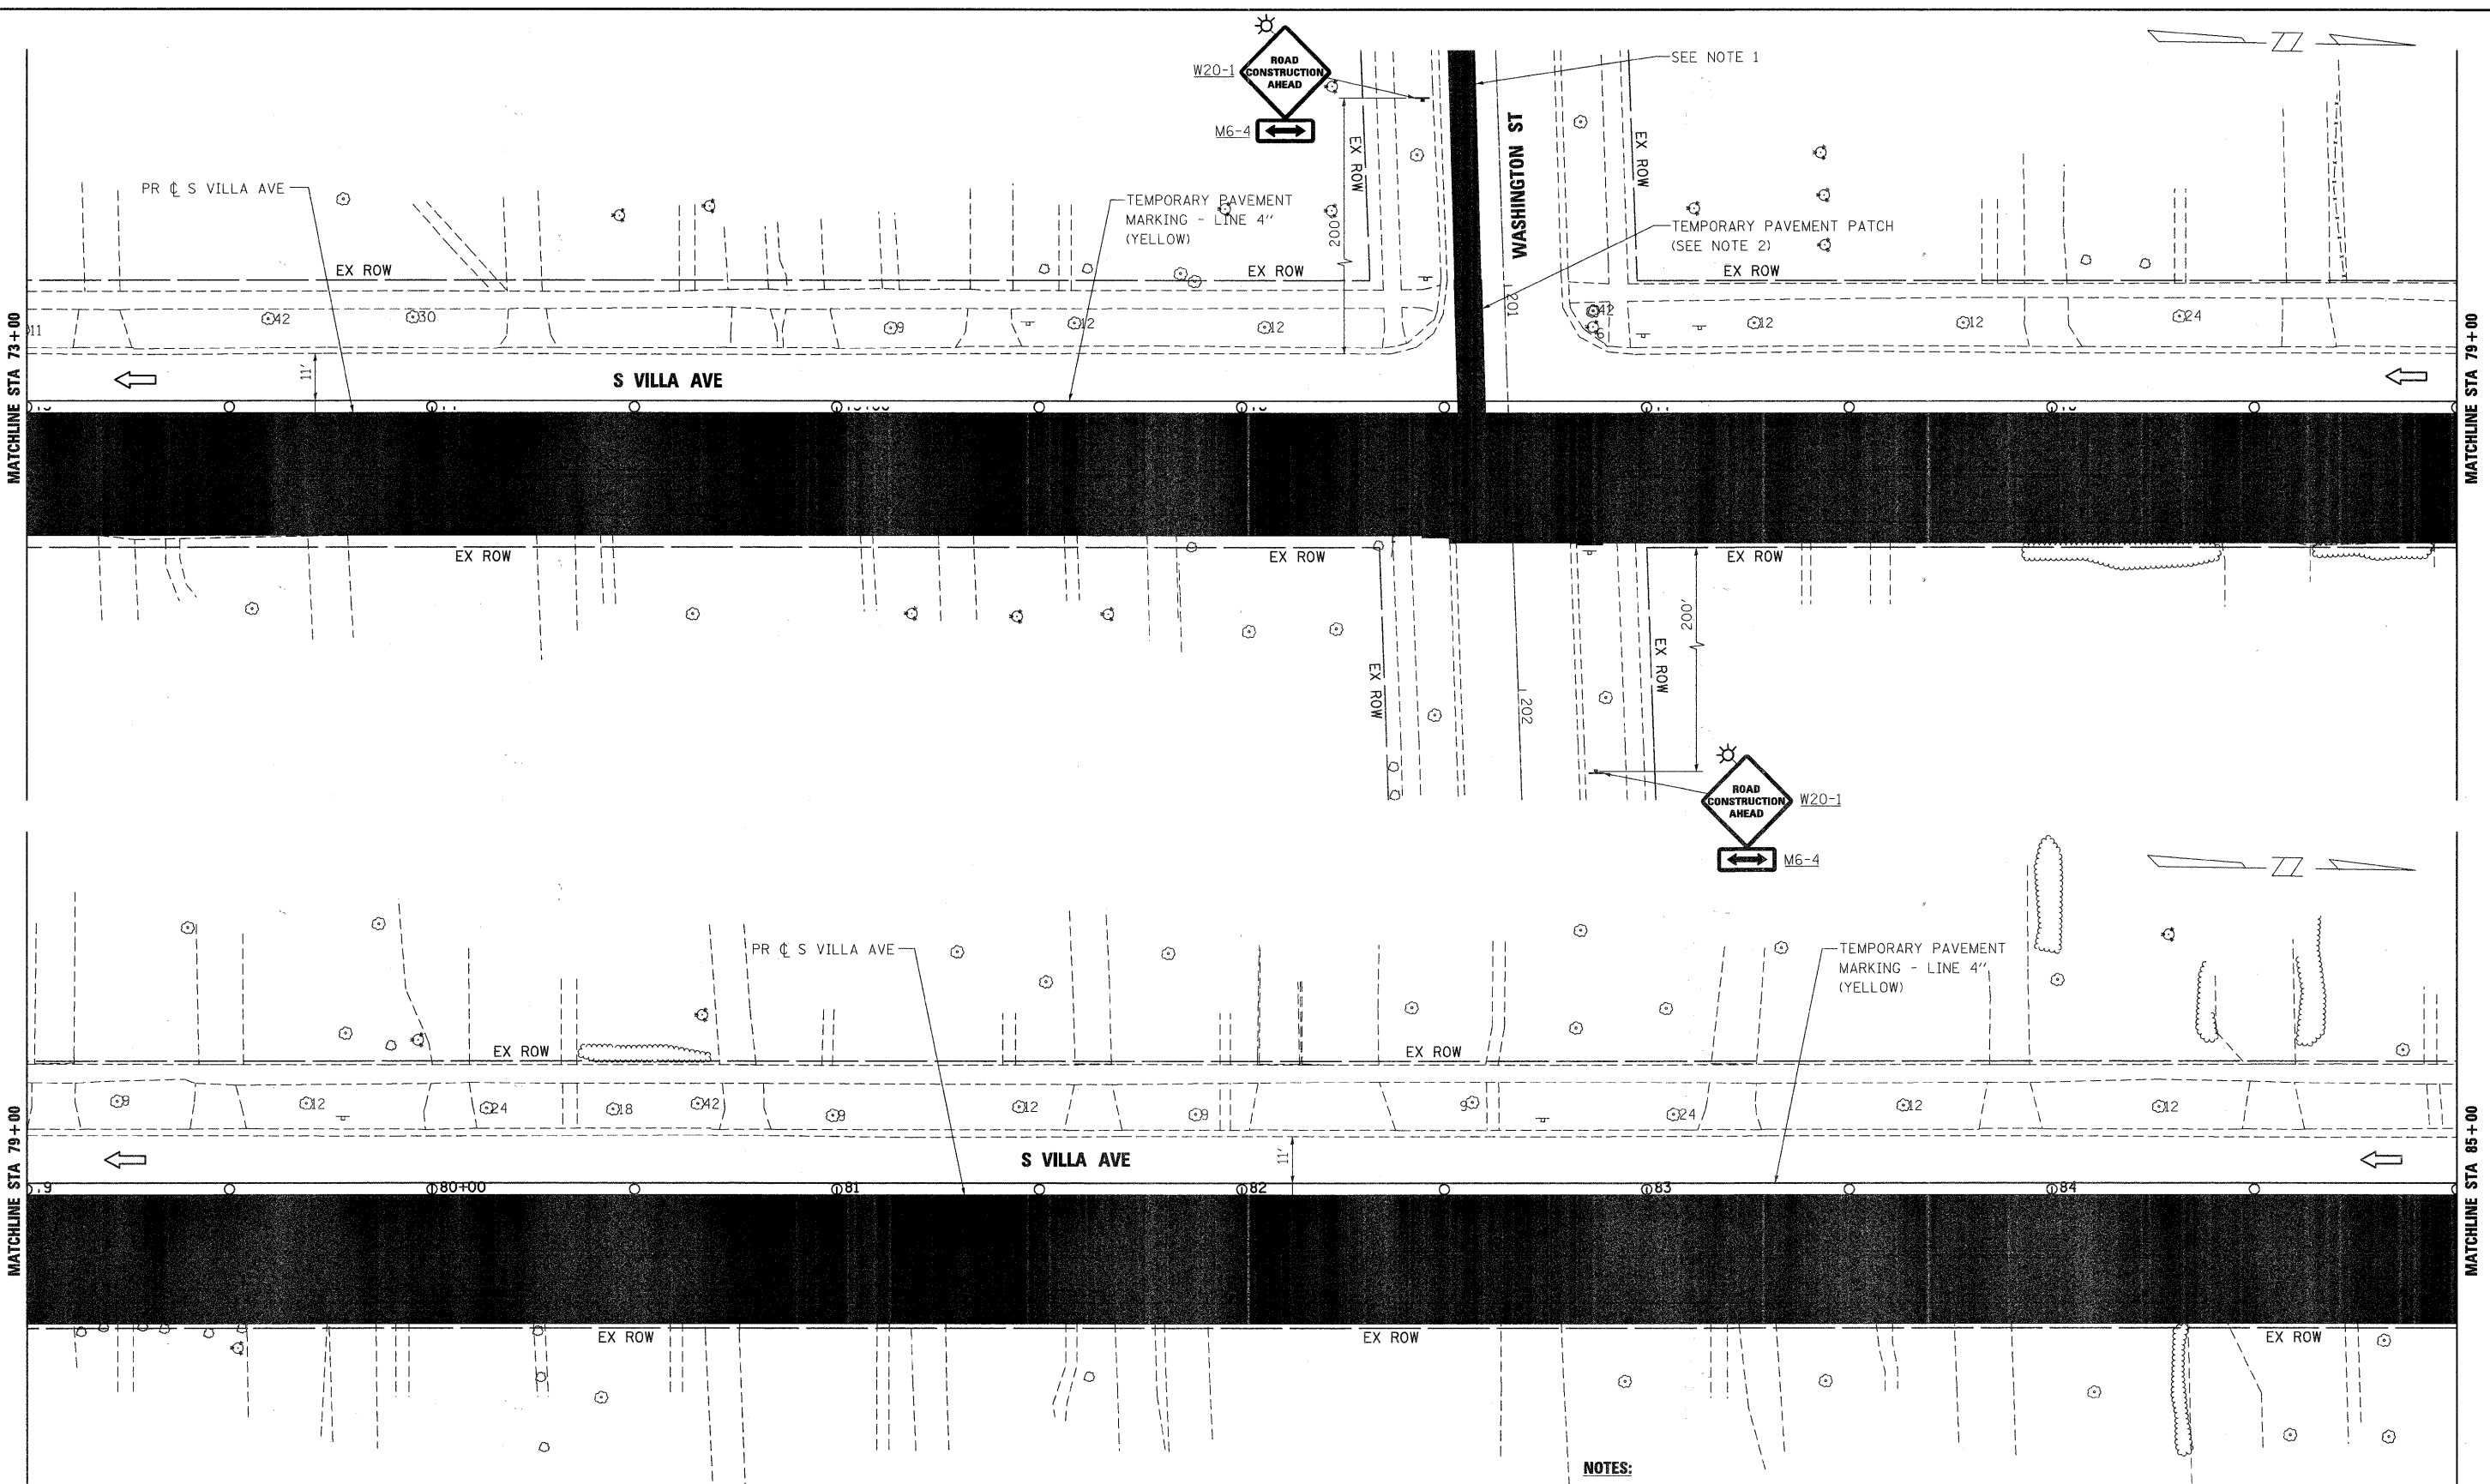 ROAD
CONSTRUCTION
AHEAD
W20-1
M6-4
SEE NOTE 1
EX ROW
WASHINGTON ST
EX ROW
PR ℄ S VILLA AVE
TEMPORARY PAVEMENT
MARKING - LINE 4"
(YELLOW)
200'
TEMPORARY PAVEMENT PATCH
(SEE NOTE 2)
EX ROW
EX ROW
EX ROW
201
11
42
30
9
12
12
42
6
12
12
24
MATCHLINE STA 73+00
MATCHLINE STA 79+00
11'
S VILLA AVE
EX ROW
EX ROW
EX ROW
200'
EX ROW
EX ROW
202
ROAD
CONSTRUCTION
AHEAD
W20-1
M6-4
PR ℄ S VILLA AVE
TEMPORARY PAVEMENT
MARKING - LINE 4"
(YELLOW)
EX ROW
EX ROW
9
12
24
18
42
9
12
9
9
24
12
12
MATCHLINE STA 79+00
MATCHLINE STA 85+00
S VILLA AVE
11'
80+00
81
82
83
84
EX ROW
EX ROW
EX ROW
NOTES: